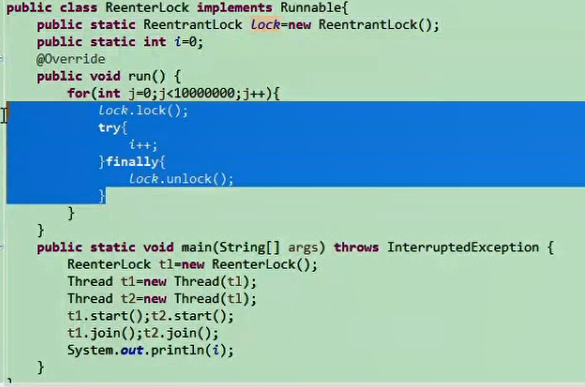 public class ReenterLock implements Runnable{
    public static ReentrantLock lock=new ReentrantLock();
    public static int i=0;
    @Override
    public void run() {
        for(int j=0;j<10000000;j++){
            lock.lock();
            try{
                i++;
            }finally{
                lock.unlock();
            }
        }
    }
    public static void main(String[] args) throws InterruptedException {
        ReenterLock tl=new ReenterLock();
        Thread t1=new Thread(tl);
        Thread t2=new Thread(tl);
        t1.start();t2.start();
        t1.join();t2.join();
        System.out.println(i);
    }
}